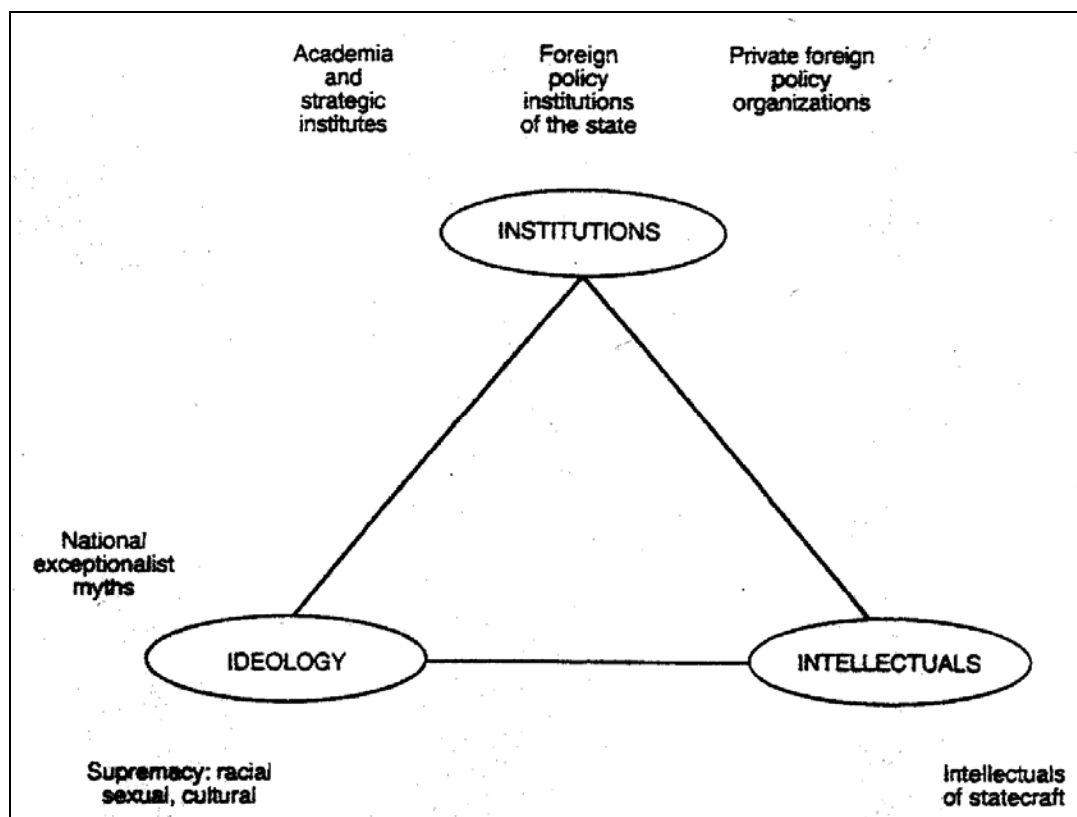 Academia
and
strategic
institutes
Foreign
policy
institutions
of the state
Private foreign
policy
organizations
INSTITUTIONS
National
exceptionalist
myths
IDEOLOGY
INTELLECTUALS
Supremacy: racial
sexual, cultural
Intellectuals
of statecraft